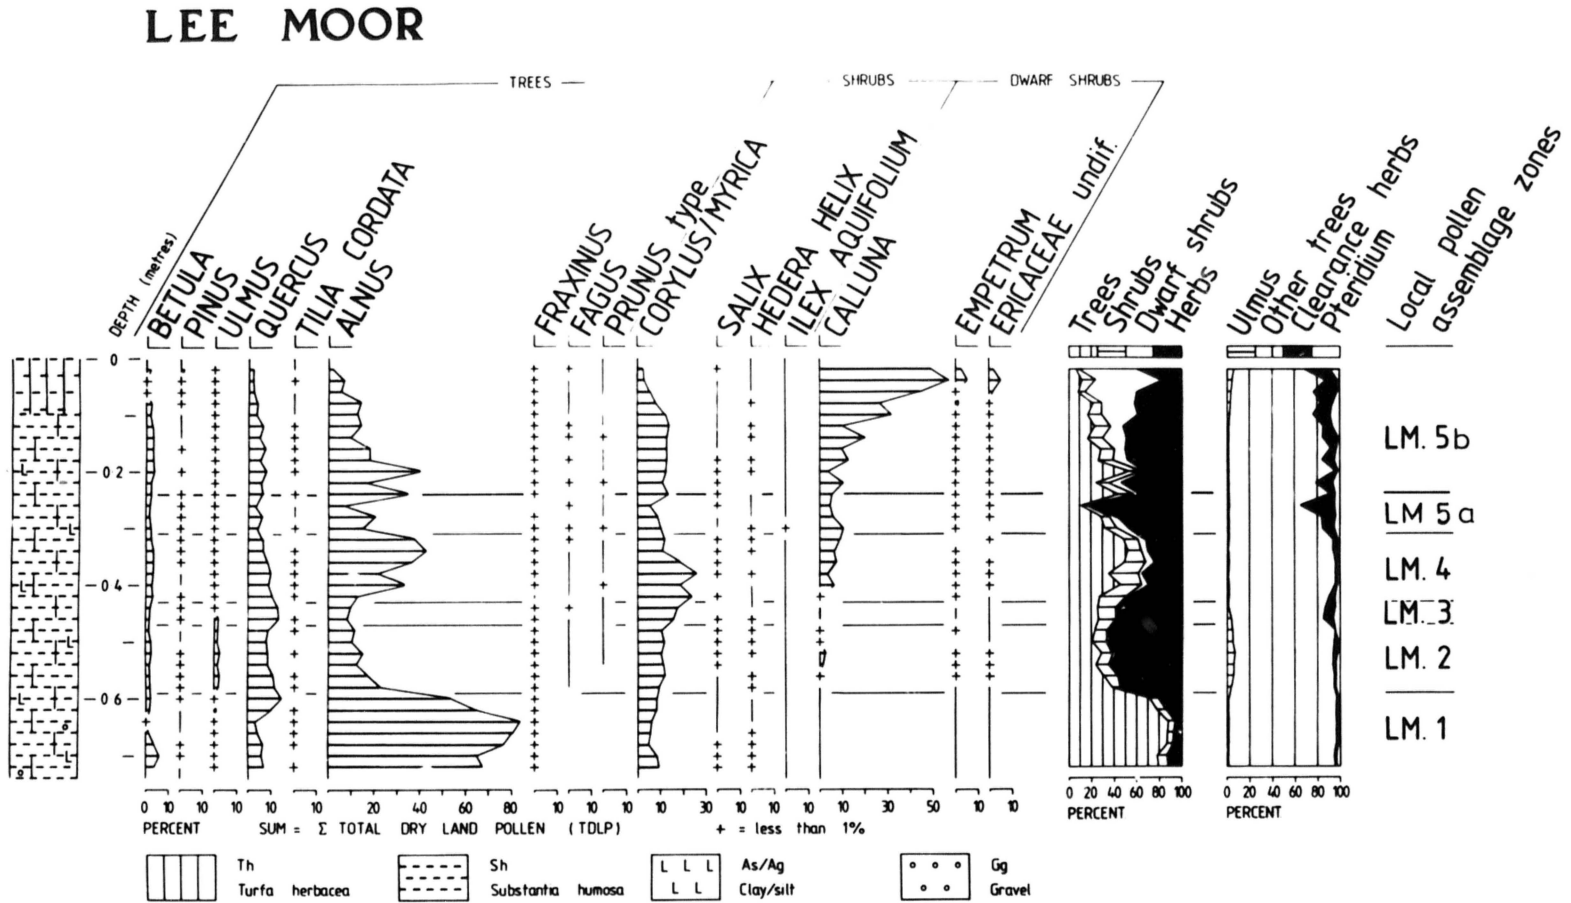 LEE MOOR
TREES
SHRUBS
DWARF SHRUBS
DEPTH (metres)
BETULA
PINUS
ULMUS
QUERCUS
TILIA CORDATA
ALNUS
FRAXINUS
FAGUS
PRUNUS type
CORYLUS/MYRICA
SALIX
HEDERA HELIX
ILEX AQUIFOLIUM
CALLUNA
EMPETRUM
ERICACEAE undif.
Trees
Shrubs
Dwarf shrubs
Herbs
Ulmus
Other trees
Clearance herbs
Pteridium
Local pollen
assemblage zones
0
02
04
06
LM. 5b
LM 5a
LM. 4
LM. 3
LM. 2
LM. 1
0 10 10 10 10 10 20 40 60 80 10 10 10 10 30 10 10 10 10 30 50 10 10 0 20 40 60 80 100 0 20 40 60 80 100
PERCENT SUM = Σ TOTAL DRY LAND POLLEN (TDLP) + = less than 1% PERCENT PERCENT
Th
Turfa herbacea
Sh
Substantia humosa
L L L
L L
As/Ag
Clay/silt
Gg
Gravel